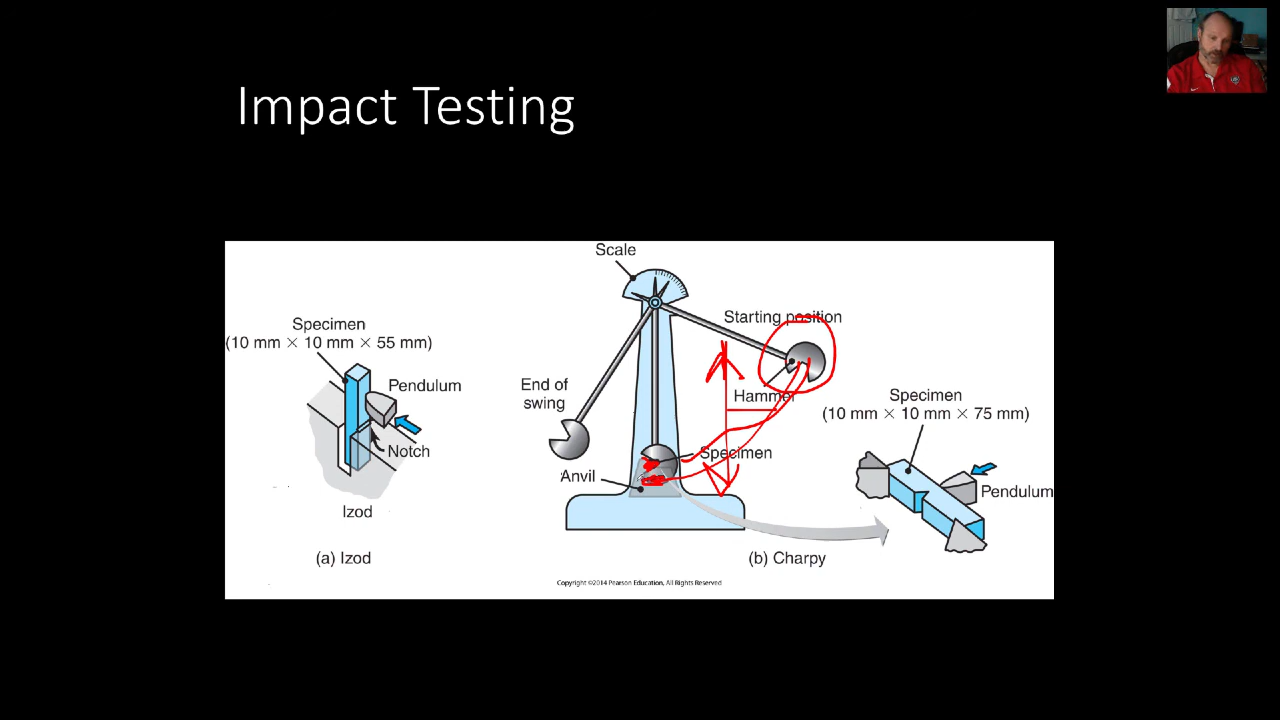 Impact Testing
Scale
Starting position
Specimen
(10 mm × 10 mm × 55 mm)
Pendulum
End of
swing
Hammer
Specimen
(10 mm × 10 mm × 75 mm)
Notch
Specimen
Anvil
Pendulum
Izod
(a) Izod
(b) Charpy
Copyright ©2014 Pearson Education, All Rights Reserved